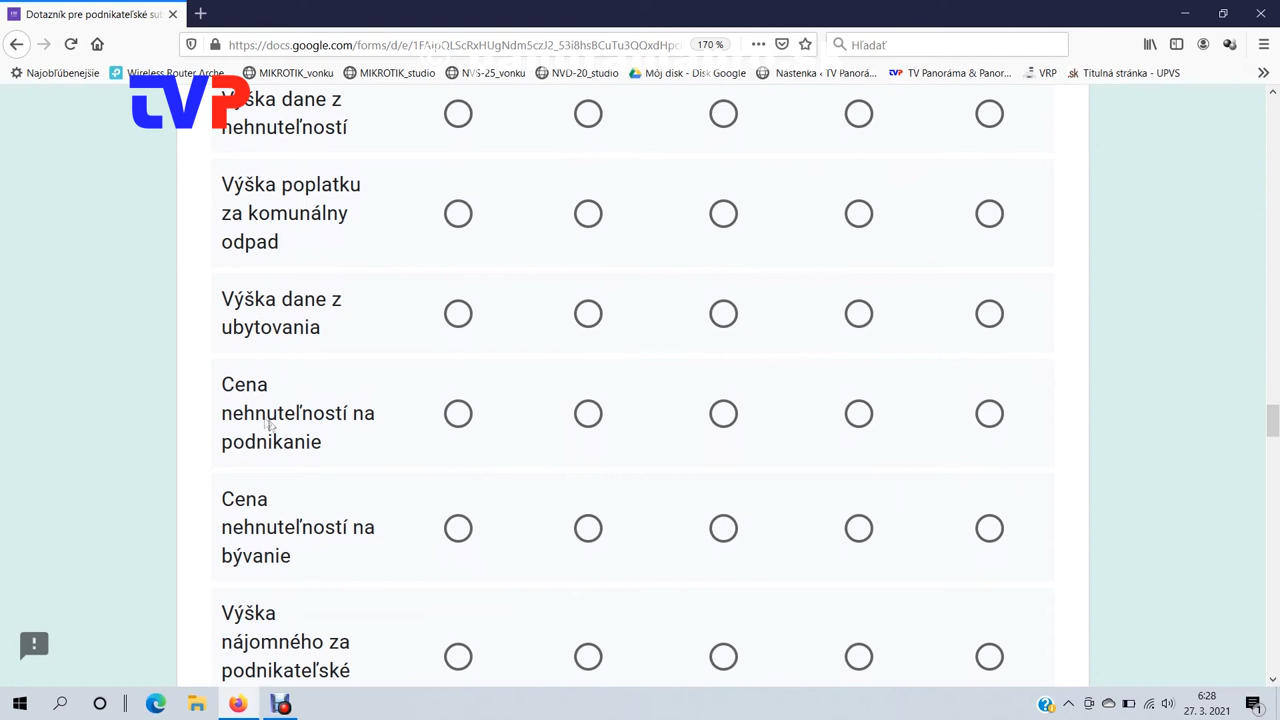 Dotazník pre podnikateľské sub
https://docs.google.com/forms/d/e/1FAIpQLScRxHUgNdm5czJ2_53I8hsBCuTu3QQxdHpc
170 %
Hľadať
Najobľúbenejšie
Wireless Router Arche...
MIKROTIK_vonku
MIKROTIK_studio
NVS-25_vonku
NVD-20_studio
Môj disk - Disk Google
Nastenka · TV Panorá...
TV Panoráma & Panor...
VRP
Titulná stránka - UPVS
TVP
Výška dane z
nehnuteľností
Výška poplatku
za komunálny
odpad
Výška dane z
ubytovania
Cena
nehnuteľností na
podnikanie
Cena
nehnuteľností na
bývanie
Výška
nájomného za
podnikateľské
6:28
27. 3. 2021